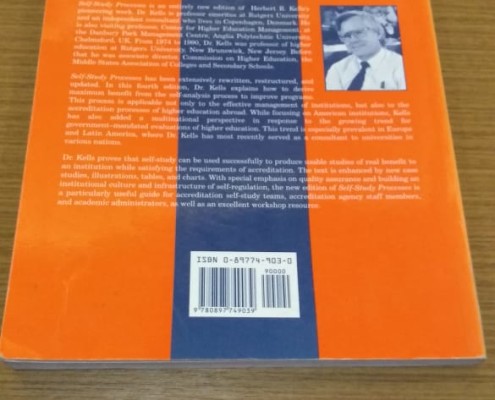 Self-Study Processes is an entirely new edition of Herbert R. Kells's
pioneering work. Dr. Kells is professor emeritus at Rutgers University
and an independent consultant who lives in Copenhagen, Denmark. He
is also visiting professor, Centre for Higher Education Management, at
the Danbury Park Management Centre, Anglia Polytechnic University,
Chelmsford, UK. From 1974 to 1990, Dr. Kells was professor of higher
education at Rutgers University, New Brunswick, New Jersey. Before
that he was associate director, Commission on Higher Education, the
Middle States Association of Colleges and Secondary Schools.
Self-Study Processes has been extensively rewritten, restructured, and
updated. In this fourth edition, Dr. Kells explains how to derive
maximum benefit from the self-analysis process to improve programs.
This process is applicable not only to the effective management of institutions, but also to the
accreditation processes of higher education abroad. While focusing on American institutions, Kells
has also added a multinational perspective in response to the growing trend for
government-mandated evaluations of higher education. This trend is especially prevalent in Europe
and Latin America, where Dr. Kells has most recently served as a consultant to universities in
various nations.
Dr. Kells proves that self-study can be used successfully to produce usable studies of real benefit to
an institution while satisfying the requirements of accreditation. The text is enhanced by new case
studies, illustrations, tables, and charts. With special emphasis on quality assurance and building an
institutional culture and infrastructure of self-regulation, the new edition of Self-Study Processes is
a particularly useful guide for accreditation self-study teams, accreditation agency staff members,
and academic administrators, as well as an excellent workshop resource.
ISBN 0-89774-903-0
90000
9 780897 749039